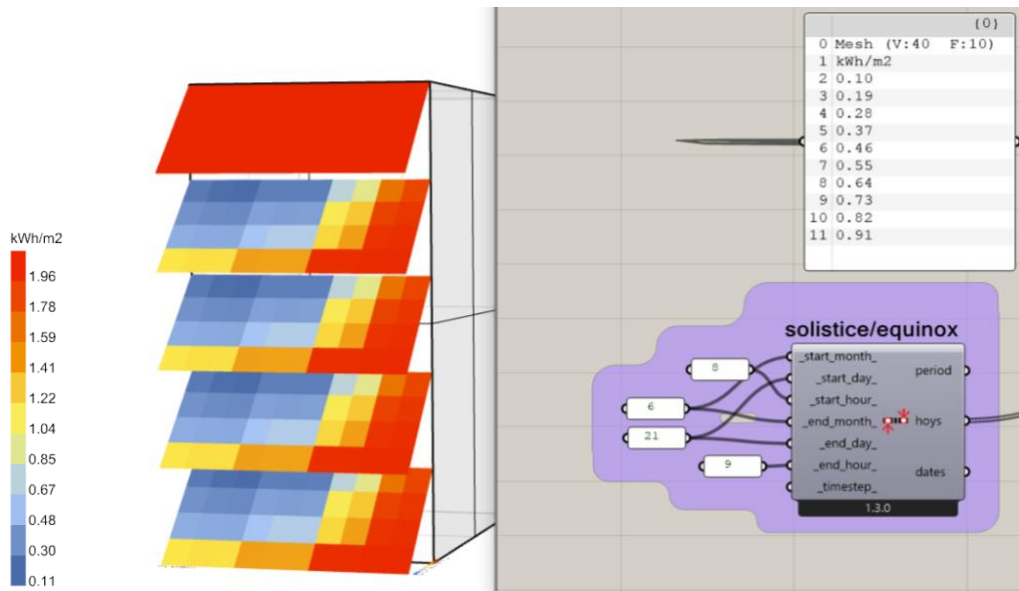 kWh/m2
1.96
1.78
1.59
1.41
1.22
1.04
0.85
0.67
0.48
0.30
0.11
{0}
0 Mesh (V:40 F:10)
1 kWh/m2
2 0.10
3 0.19
4 0.28
5 0.37
6 0.46
7 0.55
8 0.64
9 0.73
10 0.82
11 0.91
solistice/equinox
8
6
21
9
_start_month_
_start_day_
_start_hour_
_end_month_
_end_day_
_end_hour_
_timestep_
period
hoys
dates
1.3.0